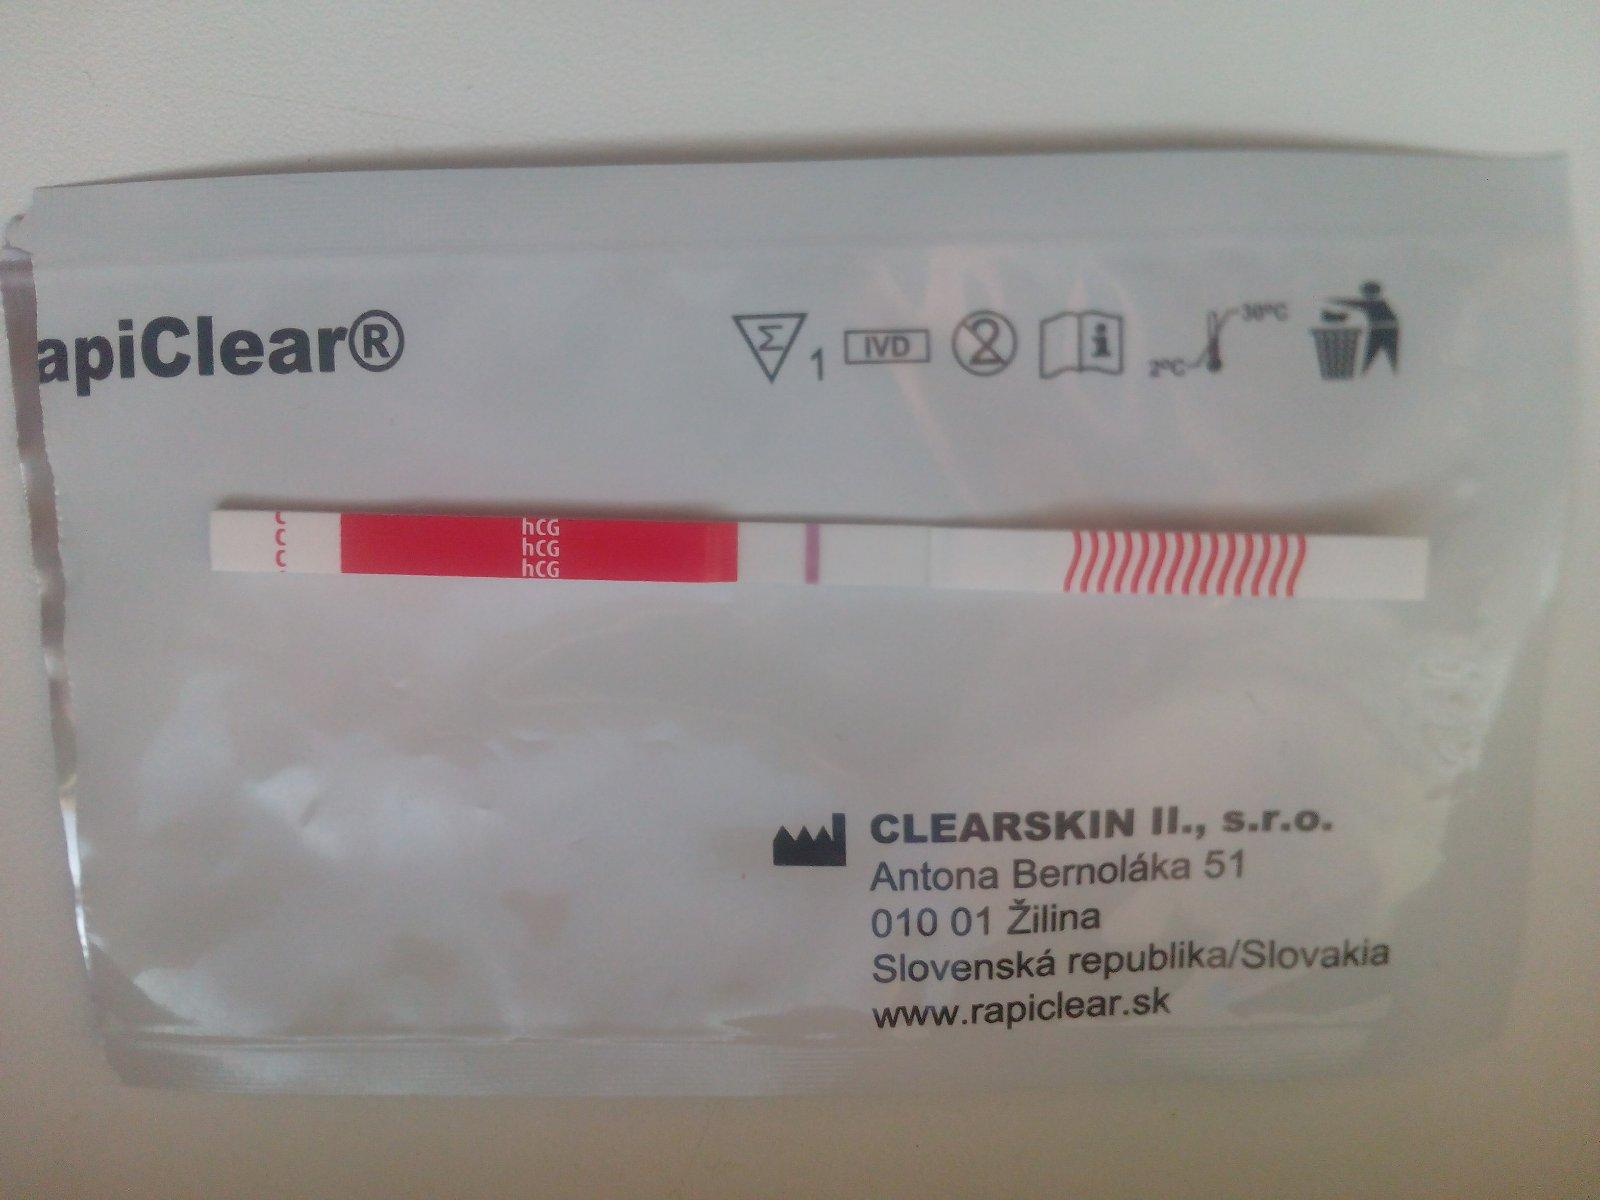 apiClear®
1
IVD
2
i
2°C
30°C
hCG
hCG
hCG
CLEARSKIN II., s.r.o.
Antona Bernoláka 51
010 01 Žilina
Slovenská republika/Slovakia
www.rapiclear.sk